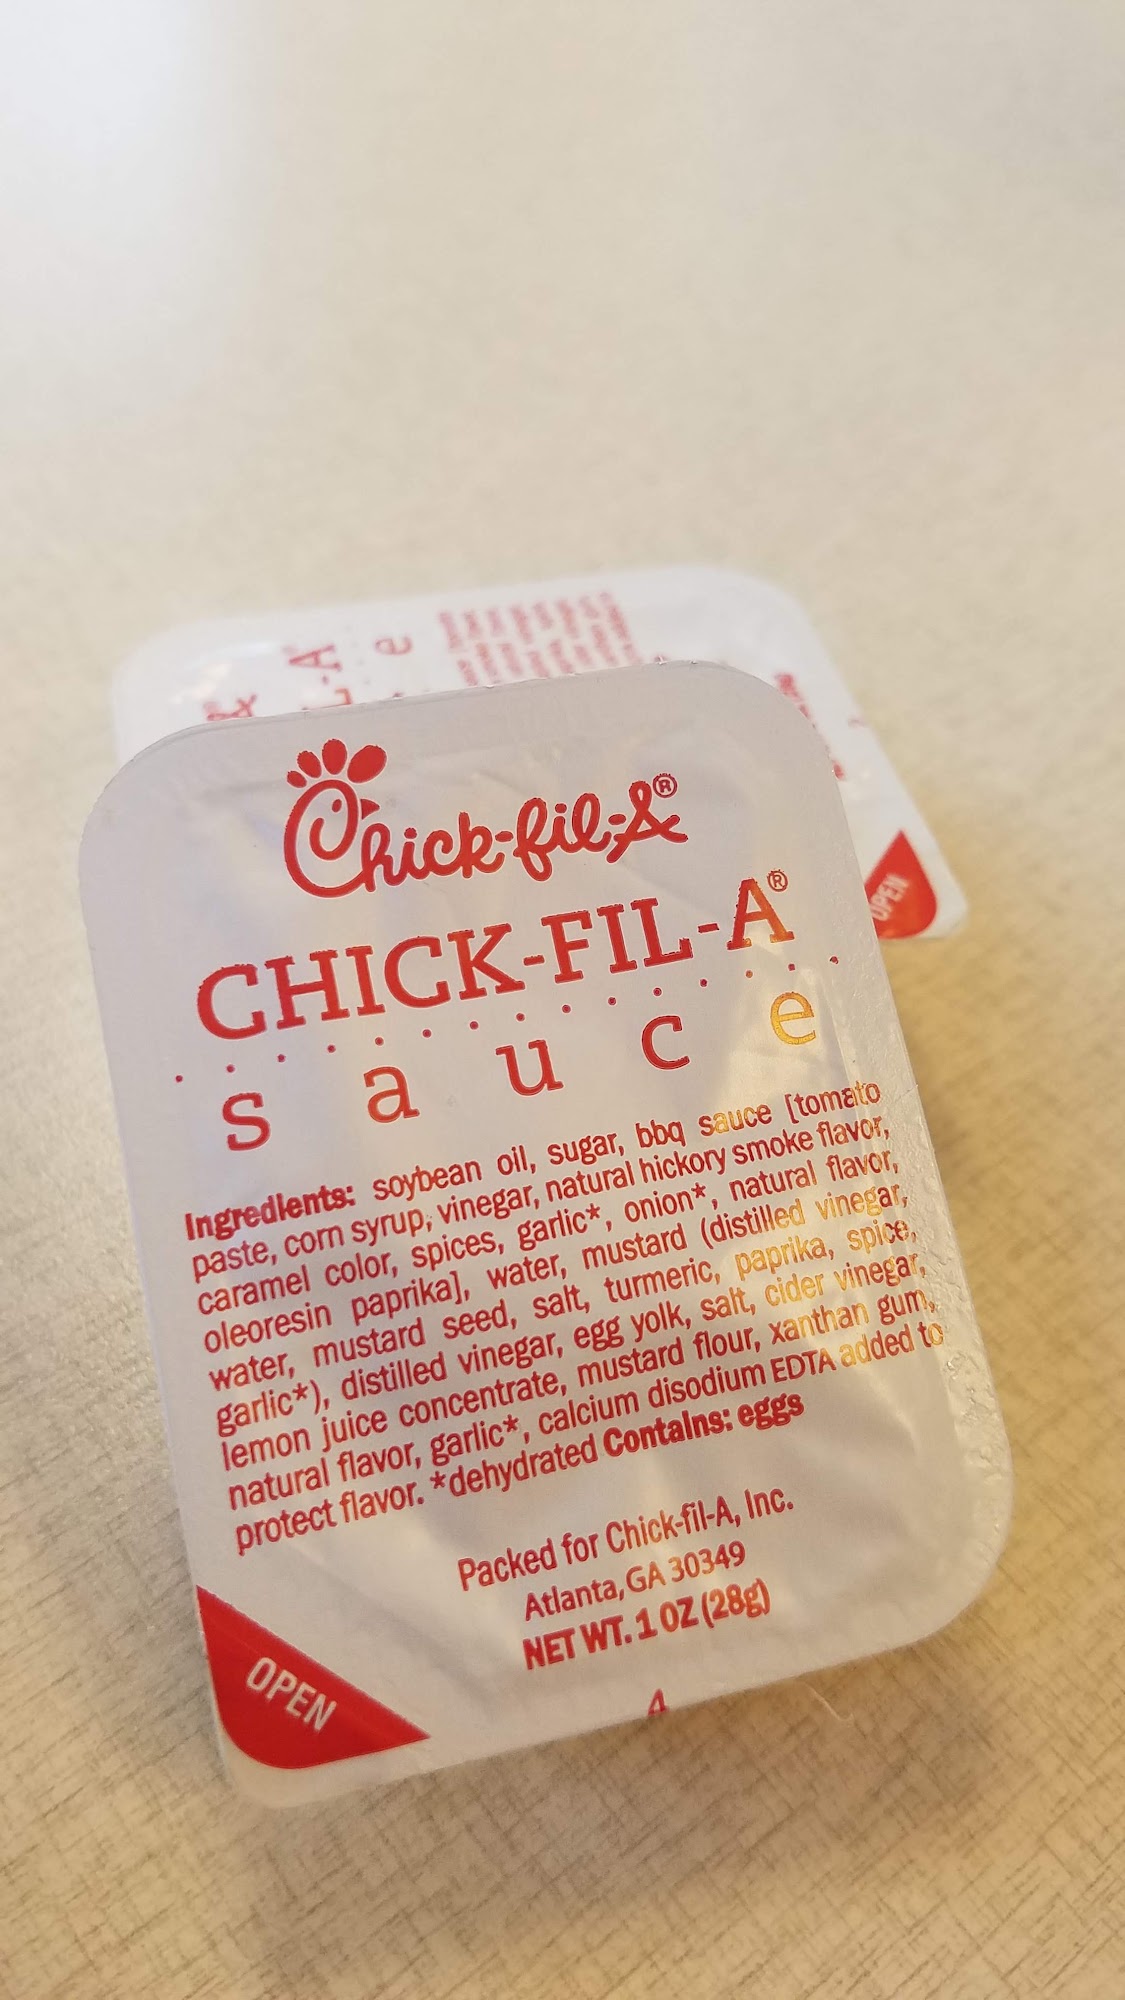 L-A
e
OPEN
Chick-fil-A®
CHICK-FIL-A®
sauce
Ingredients: soybean oil, sugar, bbq sauce [tomato
paste, corn syrup, vinegar, natural hickory smoke flavor,
caramel color, spices, garlic*, onion*, natural flavor,
oleoresin paprika], water, mustard (distilled vinegar,
water, mustard seed, salt, turmeric, paprika, spice,
garlic*), distilled vinegar, egg yolk, salt, cider vinegar,
lemon juice concentrate, mustard flour, xanthan gum,
natural flavor, garlic*, calcium disodium EDTA added to
protect flavor. *dehydrated Contains: eggs
Packed for Chick-fil-A, Inc.
Atlanta, GA 30349
NET WT. 1 OZ (28g)
OPEN
4